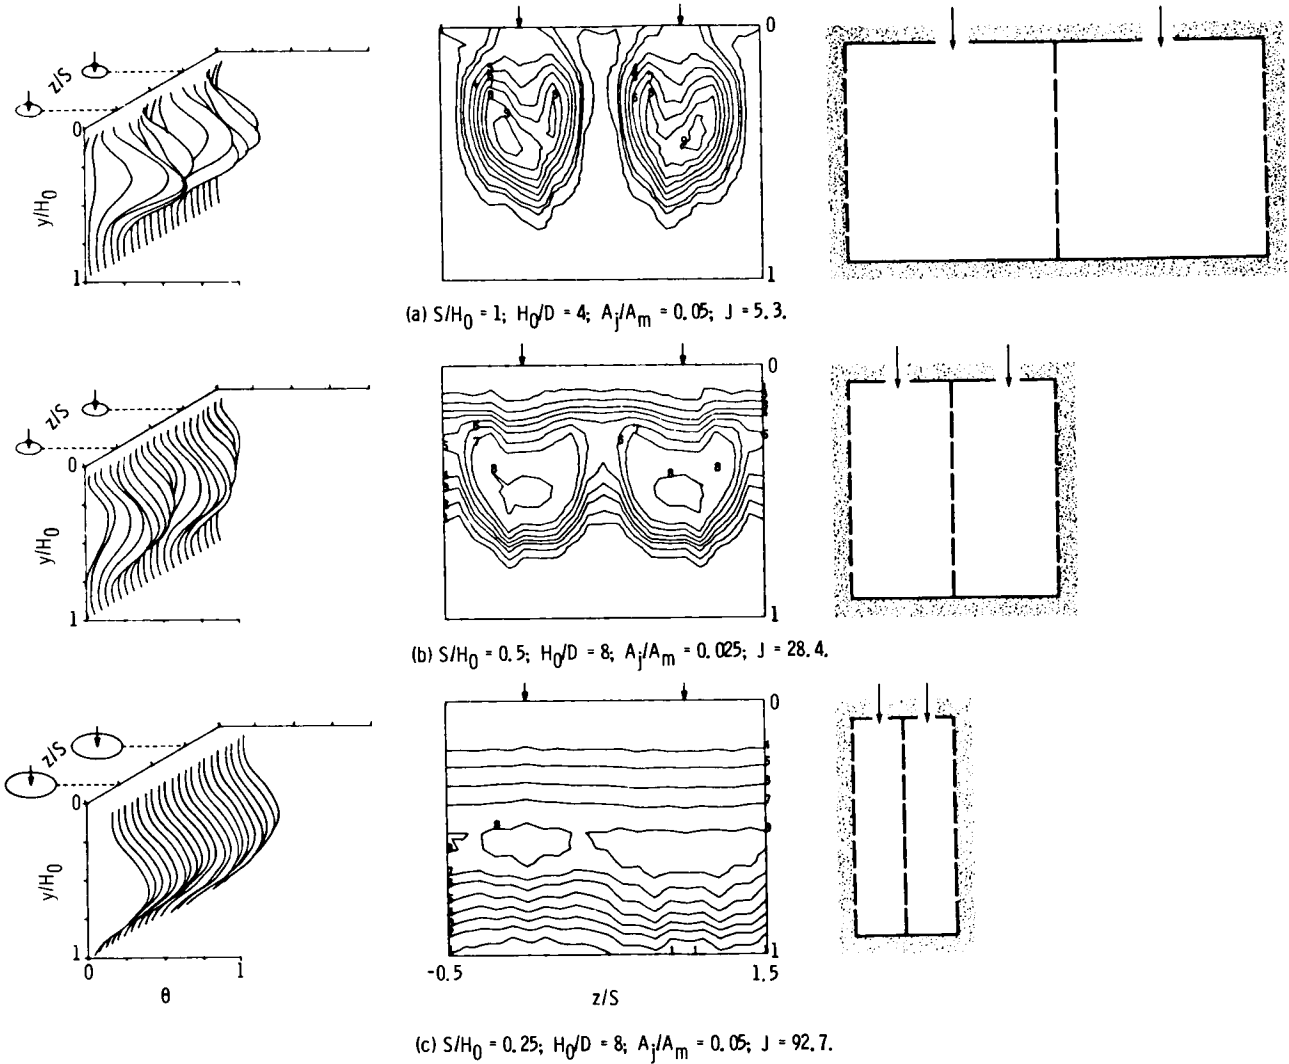 z/S
0
y/H0
1
0
1
(a) S/H0 = 1; H0/D = 4; Aj/Am = 0.05; J = 5.3.
z/S
0
y/H0
1
0
1
(b) S/H0 = 0.5; H0/D = 8; Aj/Am = 0.025; J = 28.4.
z/S
0
y/H0
1
0
1
θ
0
1
-0.5
1.5
z/S
(c) S/H0 = 0.25; H0/D = 8; Aj/Am = 0.05; J = 92.7.